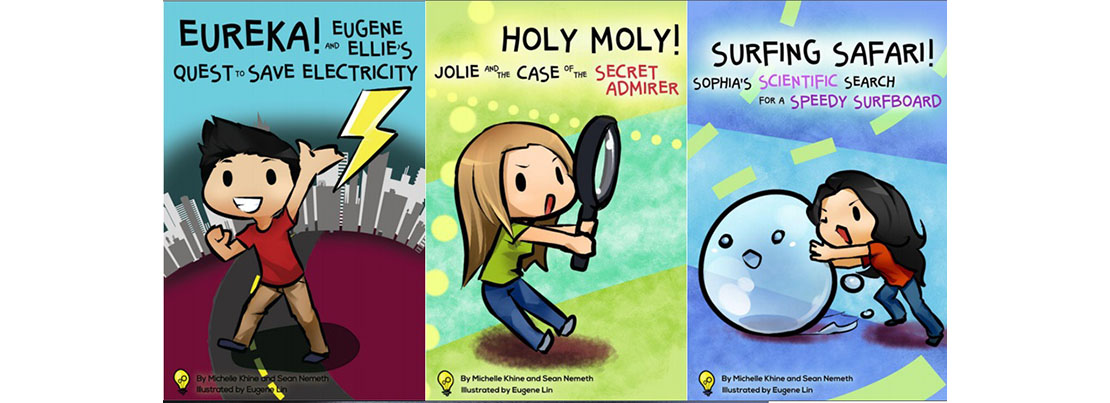 EUREKA! EUGENE
AND ELLIE'S
QUEST TO SAVE ELECTRICITY
By Michelle Khine and Sean Nemeth
Illustrated by Eugene Lin
HOLY MOLY!
JOLIE AND THE CASE OF THE SECRET
ADMIRER
By Michelle Khine and Sean Nemeth
Illustrated by Eugene Lin
SURFING SAFARI!
SOPHIA'S SCIENTIFIC SEARCH
FOR A SPEEDY SURFBOARD
By Michelle Khine and Sean Nemeth
Illustrated by Eugene Lin